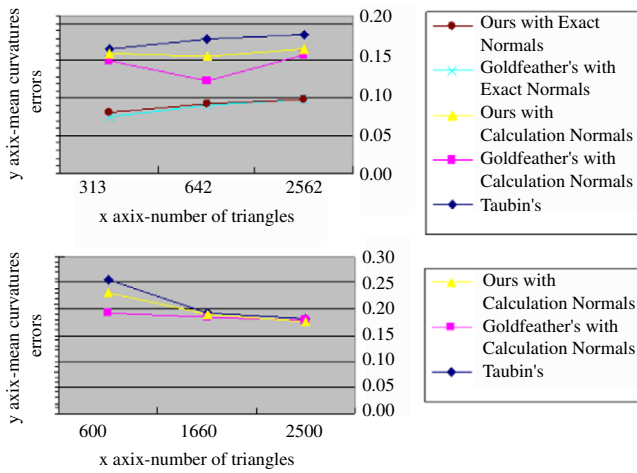 y axix-mean curvatures
errors
0.20
0.15
0.10
0.05
0.00
313 642 2562
x axix-number of triangles
Ours with Exact
Normals
Goldfeather's with
Exact Normals
Ours with
Calculation Normals
Goldfeather's with
Calculation Normals
Taubin's
y axix-mean curvatures
errors
0.30
0.25
0.20
0.15
0.10
0.05
0.00
600 1660 2500
x axix-number of triangles
Ours with
Calculation Normals
Goldfeather's with
Calculation Normals
Taubin's